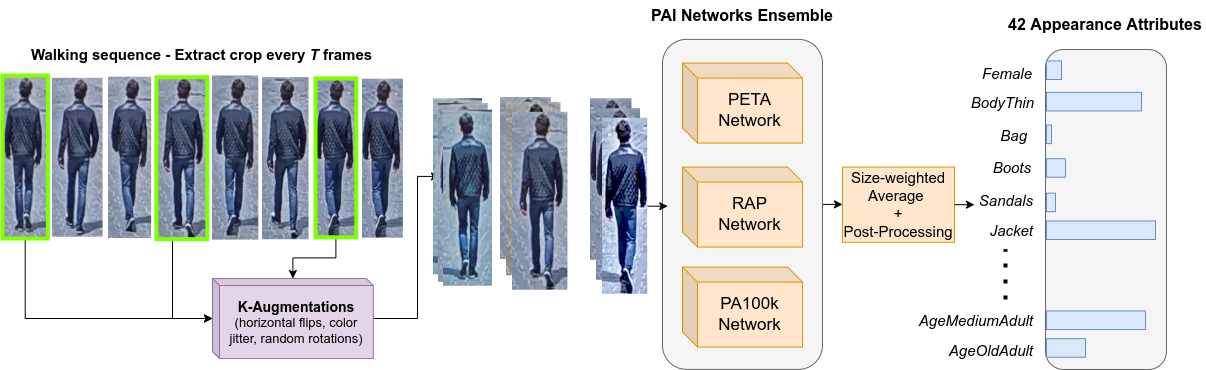 Walking sequence - Extract crop every T frames
K-Augmentations
(horizontal flips, color
jitter, random rotations)
PAI Networks Ensemble
PETA
Network
RAP
Network
PA100k
Network
Size-weighted
Average
+
Post-Processing
42 Appearance Attributes
Female
BodyThin
Bag
Boots
Sandals
Jacket
AgeMediumAdult
AgeOldAdult